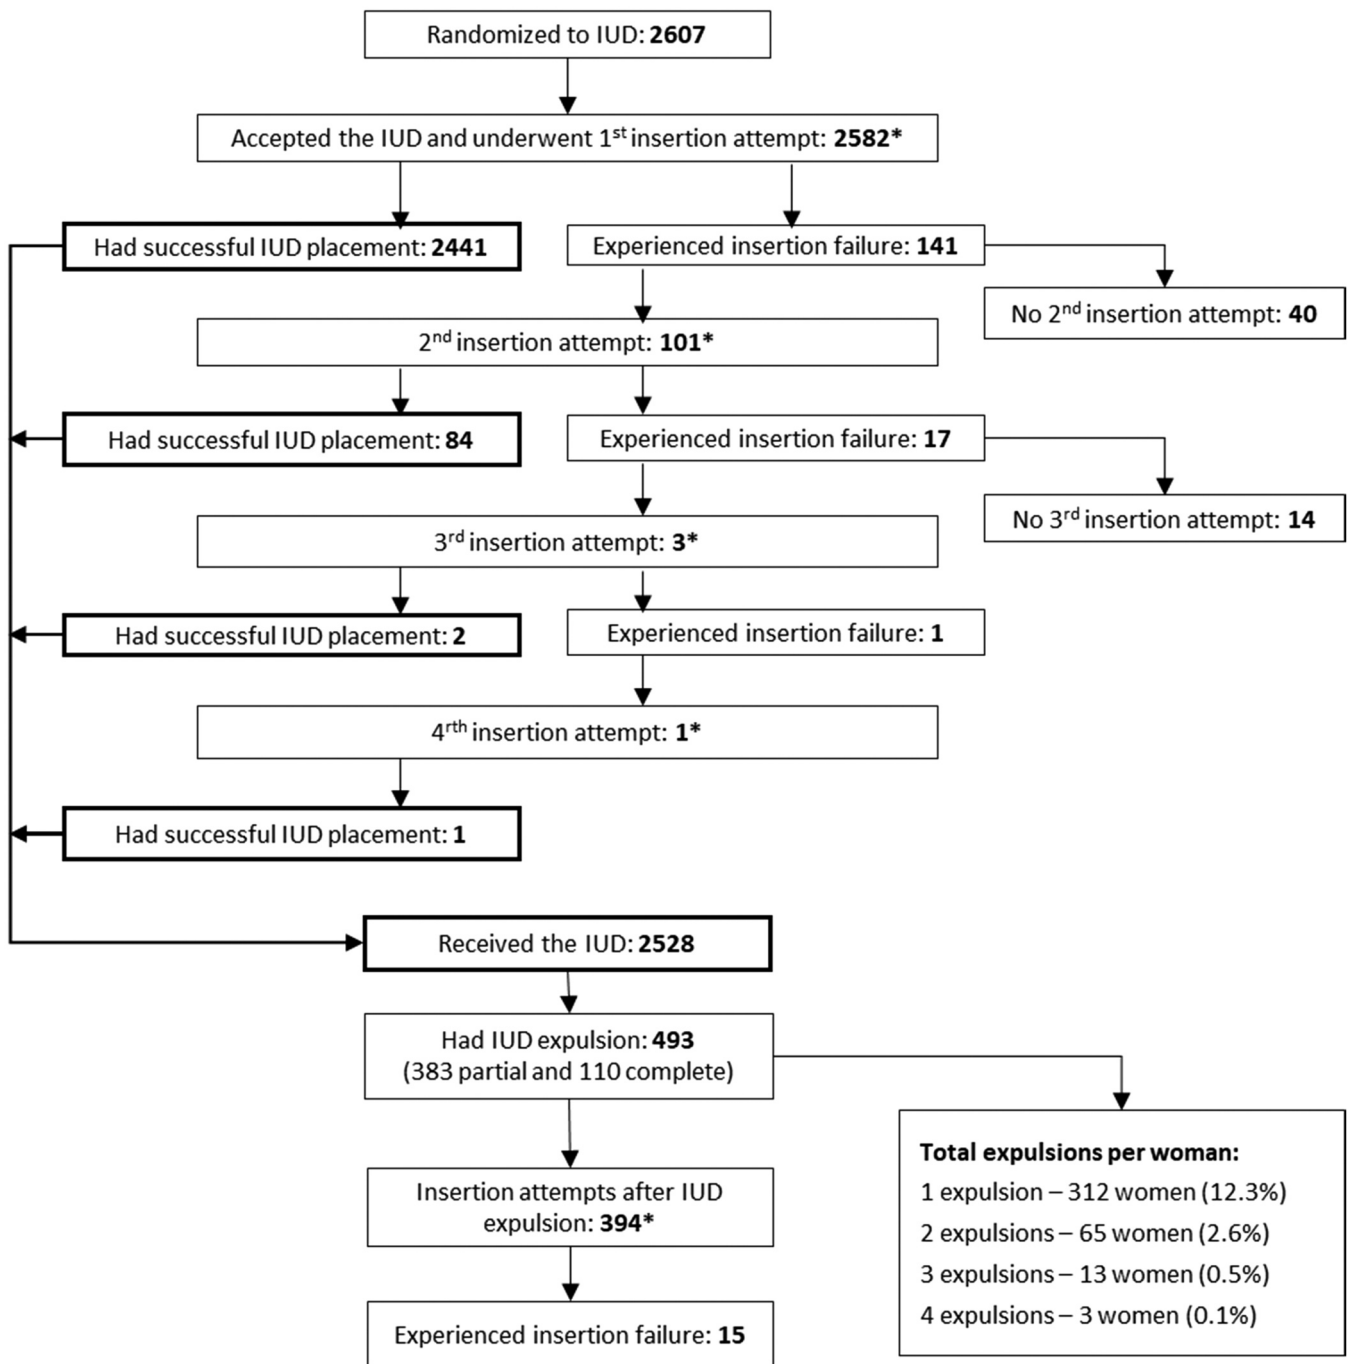 Randomized to IUD: 2607
Accepted the IUD and underwent 1st insertion attempt: 2582*
Had successful IUD placement: 2441
Experienced insertion failure: 141
No 2nd insertion attempt: 40
2nd insertion attempt: 101*
Had successful IUD placement: 84
Experienced insertion failure: 17
No 3rd insertion attempt: 14
3rd insertion attempt: 3*
Had successful IUD placement: 2
Experienced insertion failure: 1
4rth insertion attempt: 1*
Had successful IUD placement: 1
Received the IUD: 2528
Had IUD expulsion: 493
(383 partial and 110 complete)
Insertion attempts after IUD
expulsion: 394*
Experienced insertion failure: 15
Total expulsions per woman:
1 expulsion – 312 women (12.3%)
2 expulsions – 65 women (2.6%)
3 expulsions – 13 women (0.5%)
4 expulsions – 3 women (0.1%)